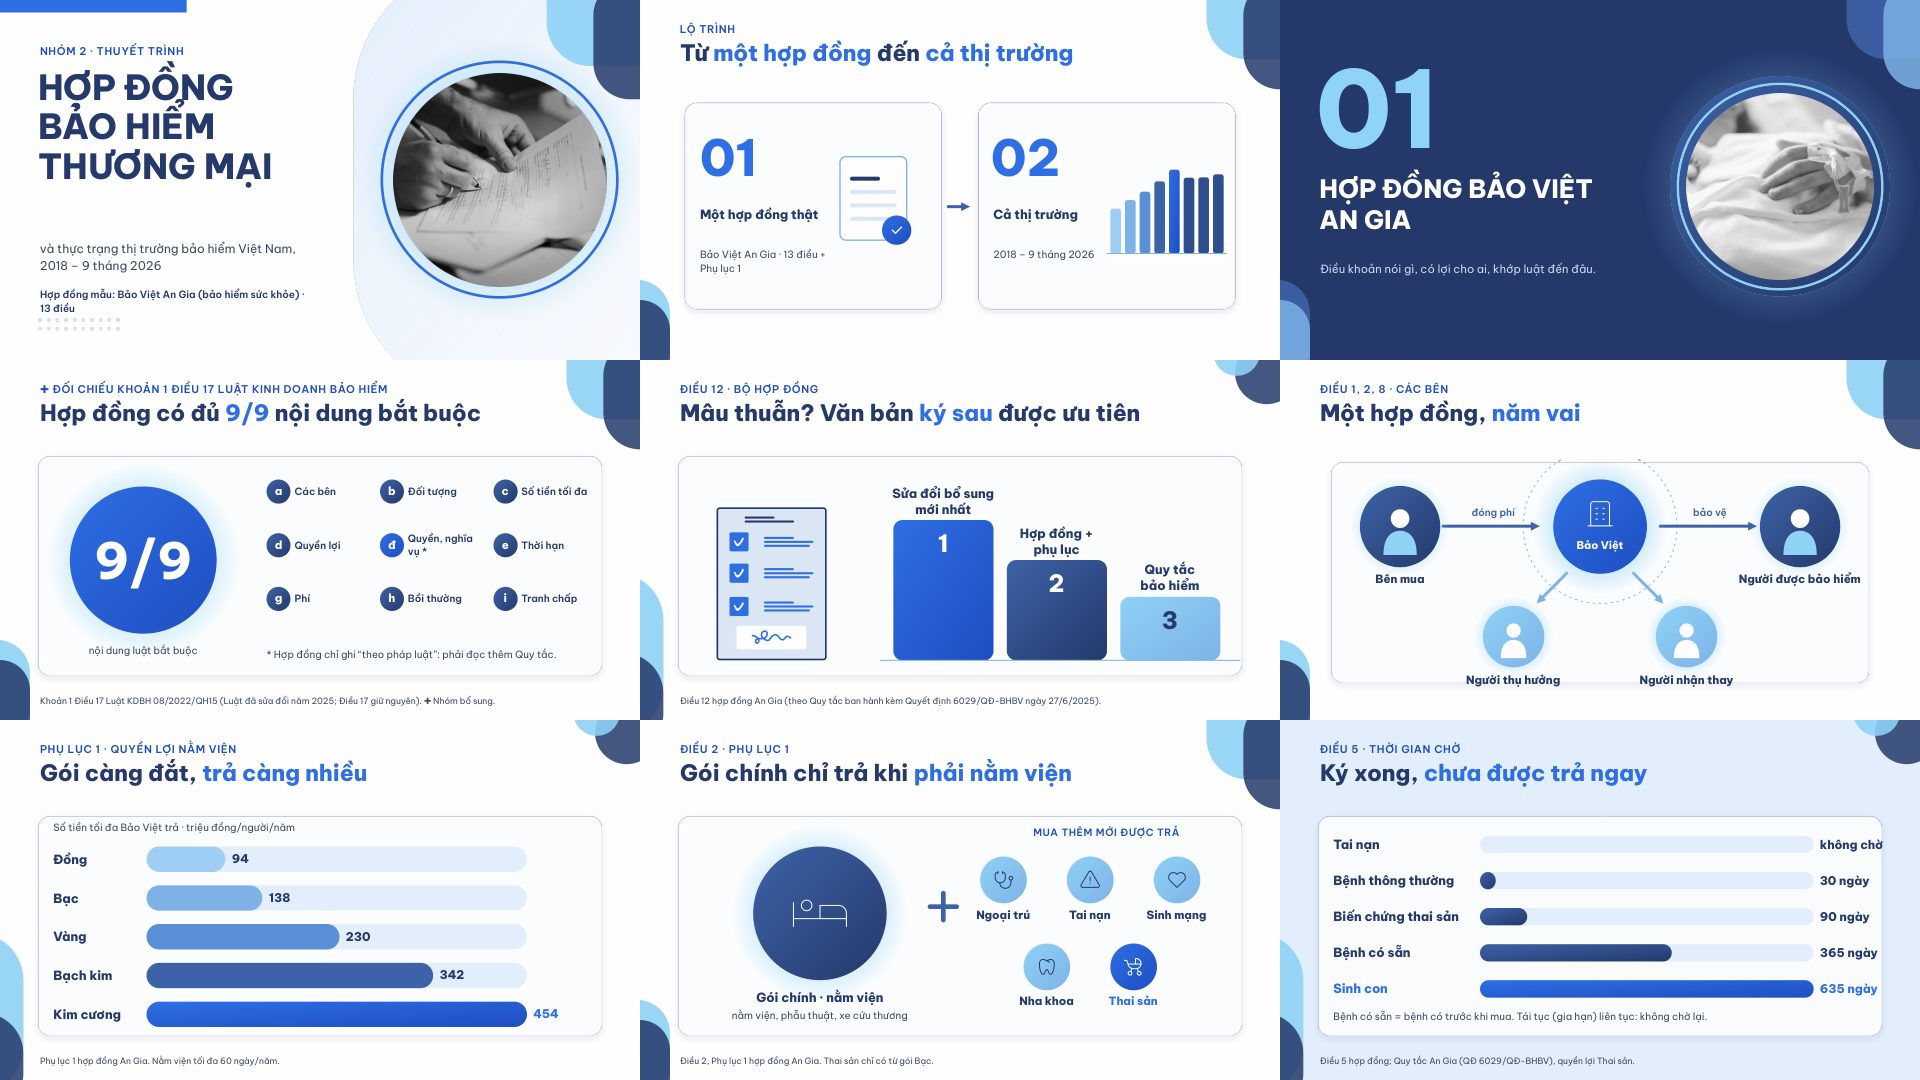 NHÓM 2 · THUYẾT TRÌNH
HỢP ĐỒNG
BẢO HIỂM
THƯƠNG MẠI
và thực trạng thị trường bảo hiểm Việt Nam,
2018 – 9 tháng 2026
Hợp đồng mẫu: Bảo Việt An Gia (bảo hiểm sức khỏe) ·
13 điều
LỘ TRÌNH
Từ một hợp đồng đến cả thị trường
01
Một hợp đồng thật
Bảo Việt An Gia · 13 điều +
Phụ lục 1
02
Cả thị trường
2018 – 9 tháng 2026
01
HỢP ĐỒNG BẢO VIỆT
AN GIA
Điều khoản nói gì, có lợi cho ai, khớp luật đến đâu.
✚ ĐỐI CHIẾU KHOẢN 1 ĐIỀU 17 LUẬT KINH DOANH BẢO HIỂM
Hợp đồng có đủ 9/9 nội dung bắt buộc
9/9
nội dung luật bắt buộc
a Các bên
b Đối tượng
c Số tiền tối đa
d Quyền lợi
đ Quyền, nghĩa
vụ *
e Thời hạn
g Phí
h Bồi thường
i Tranh chấp
* Hợp đồng chỉ ghi “theo pháp luật”: phải đọc thêm Quy tắc.
Khoản 1 Điều 17 Luật KDBH 08/2022/QH15 (Luật đã sửa đổi năm 2025; Điều 17 giữ nguyên). ✚ Nhóm bổ sung.
ĐIỀU 12 · BỘ HỢP ĐỒNG
Mâu thuẫn? Văn bản ký sau được ưu tiên
Sửa đổi bổ sung
mới nhất
1
Hợp đồng +
phụ lục
2
Quy tắc
bảo hiểm
3
Điều 12 hợp đồng An Gia (theo Quy tắc ban hành kèm Quyết định 6029/QĐ-BHBV ngày 27/6/2025).
ĐIỀU 1, 2, 8 · CÁC BÊN
Một hợp đồng, năm vai
đóng phí
Bảo Việt
bảo vệ
Bên mua
Người được bảo hiểm
Người thụ hưởng
Người nhận thay
PHỤ LỤC 1 · QUYỀN LỢI NẰM VIỆN
Gói càng đắt, trả càng nhiều
Số tiền tối đa Bảo Việt trả · triệu đồng/người/năm
Đồng 94
Bạc 138
Vàng 230
Bạch kim 342
Kim cương 454
Phụ lục 1 hợp đồng An Gia. Nằm viện tối đa 60 ngày/năm.
ĐIỀU 2 · PHỤ LỤC 1
Gói chính chỉ trả khi phải nằm viện
MUA THÊM MỚI ĐƯỢC TRẢ
Ngoại trú
Tai nạn
Sinh mạng
Nha khoa
Thai sản
Gói chính · nằm viện
nằm viện, phẫu thuật, xe cứu thương
Điều 2, Phụ lục 1 hợp đồng An Gia. Thai sản chỉ có từ gói Bạc.
ĐIỀU 5 · THỜI GIAN CHỜ
Ký xong, chưa được trả ngay
Tai nạn không chờ
Bệnh thông thường 30 ngày
Biến chứng thai sản 90 ngày
Bệnh có sẵn 365 ngày
Sinh con 635 ngày
Bệnh có sẵn = bệnh có trước khi mua. Tái tục (gia hạn) liên tục: không chờ lại.
Điều 5 hợp đồng; Quy tắc An Gia (QĐ 6029/QĐ-BHBV), quyền lợi Thai sản.